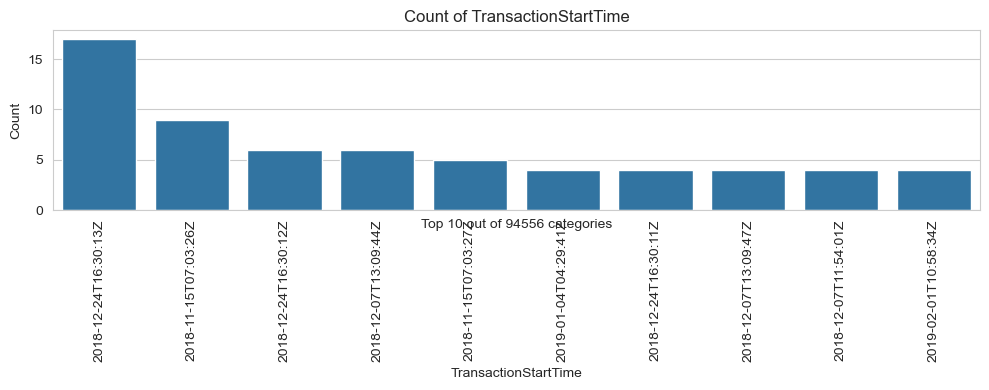 Count of TransactionStartTime
Count
15
10
5
0
Top 10 out of 94556 categories
2018-12-24T16:30:13Z
2018-11-15T07:03:26Z
2018-12-24T16:30:12Z
2018-12-07T13:09:44Z
2018-11-15T07:03:27Z
2019-01-04T04:29:41Z
2018-12-24T16:30:11Z
2018-12-07T13:09:47Z
2018-12-07T11:54:01Z
2019-02-01T10:58:34Z
TransactionStartTime